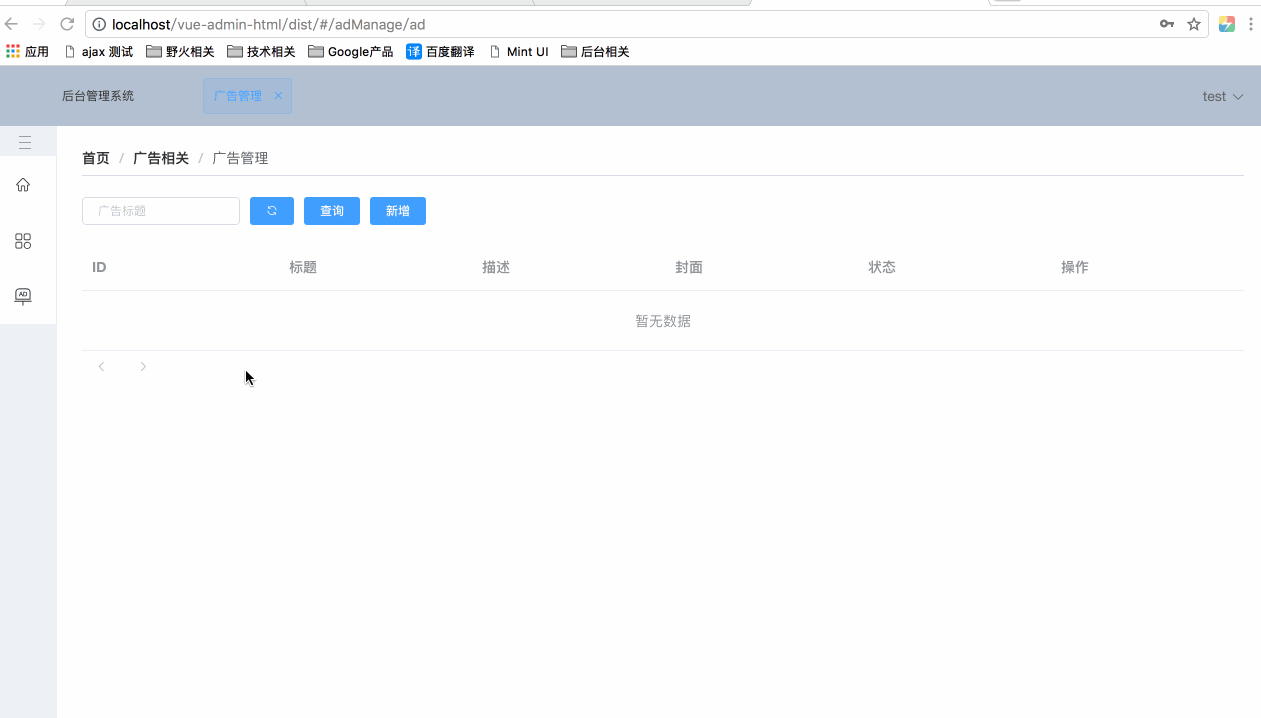 localhost/vue-admin-html/dist/#/adManage/ad
应用 ajax 测试 野火相关 技术相关 Google产品 译 百度翻译 Mint UI 后台相关
后台管理系统 广告管理 test
首页 / 广告相关 / 广告管理
广告标题 查询 新增
ID 标题 描述 封面 状态 操作
AD
暂无数据